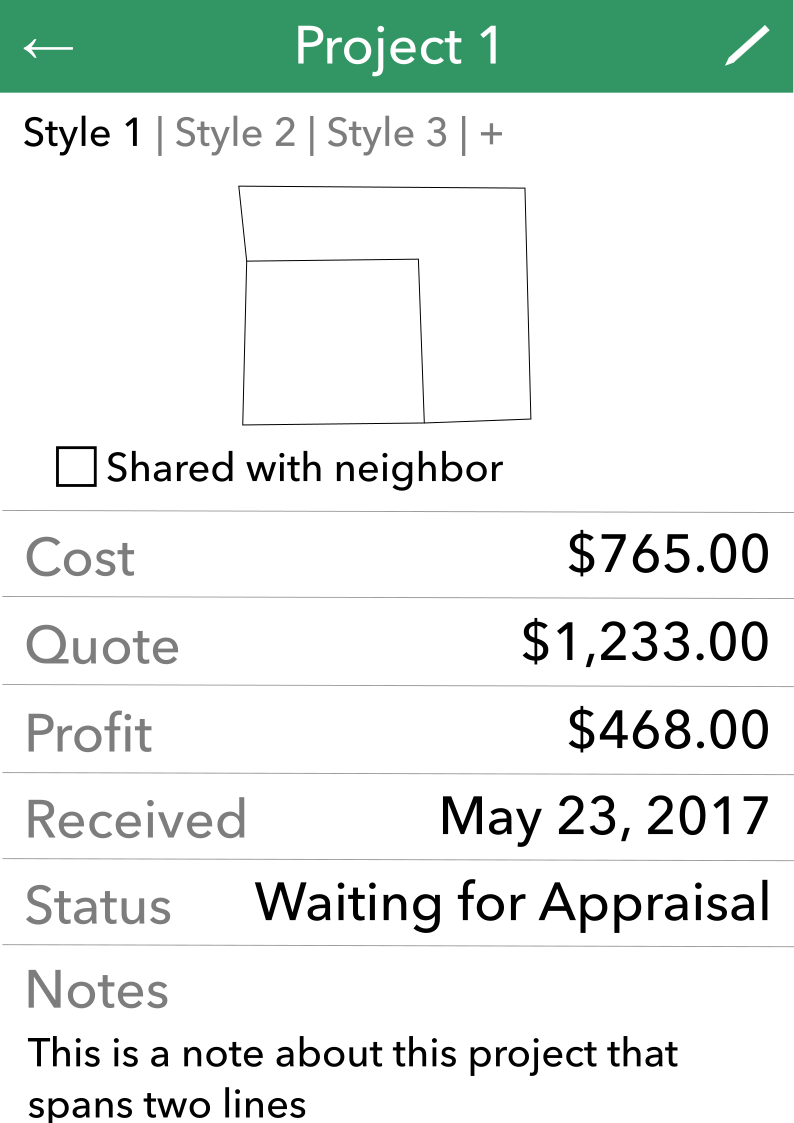 Project 1
Style 1 | Style 2 | Style 3 | +
Shared with neighbor
Cost $765.00
Quote $1,233.00
Profit $468.00
Received May 23, 2017
Status Waiting for Appraisal
Notes
This is a note about this project that
spans two lines